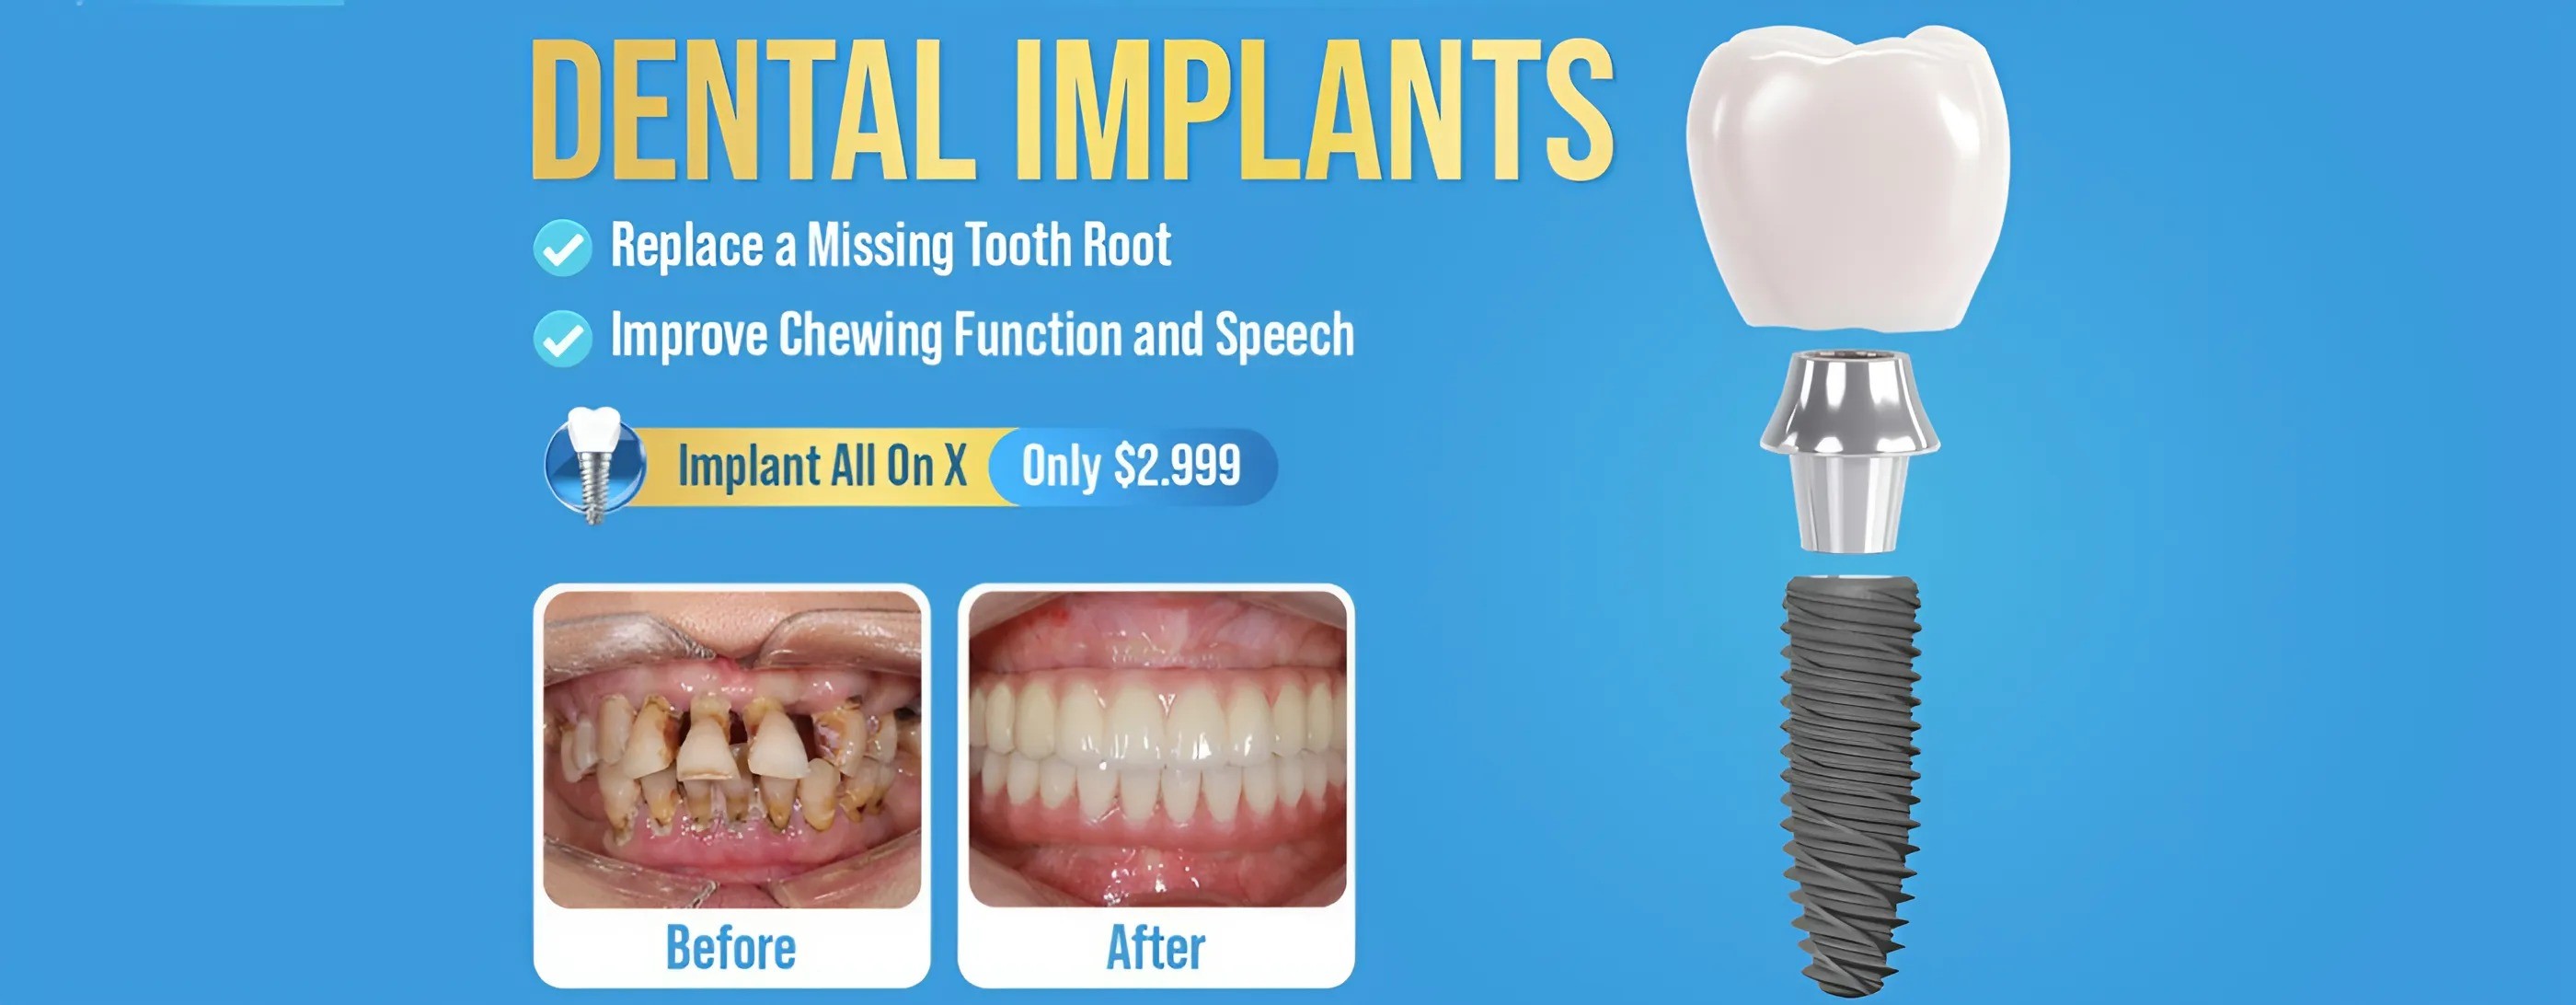 DENTAL IMPLANTS
Replace a Missing Tooth Root
Improve Chewing Function and Speech
Implant All On X Only $2.999
Before
After